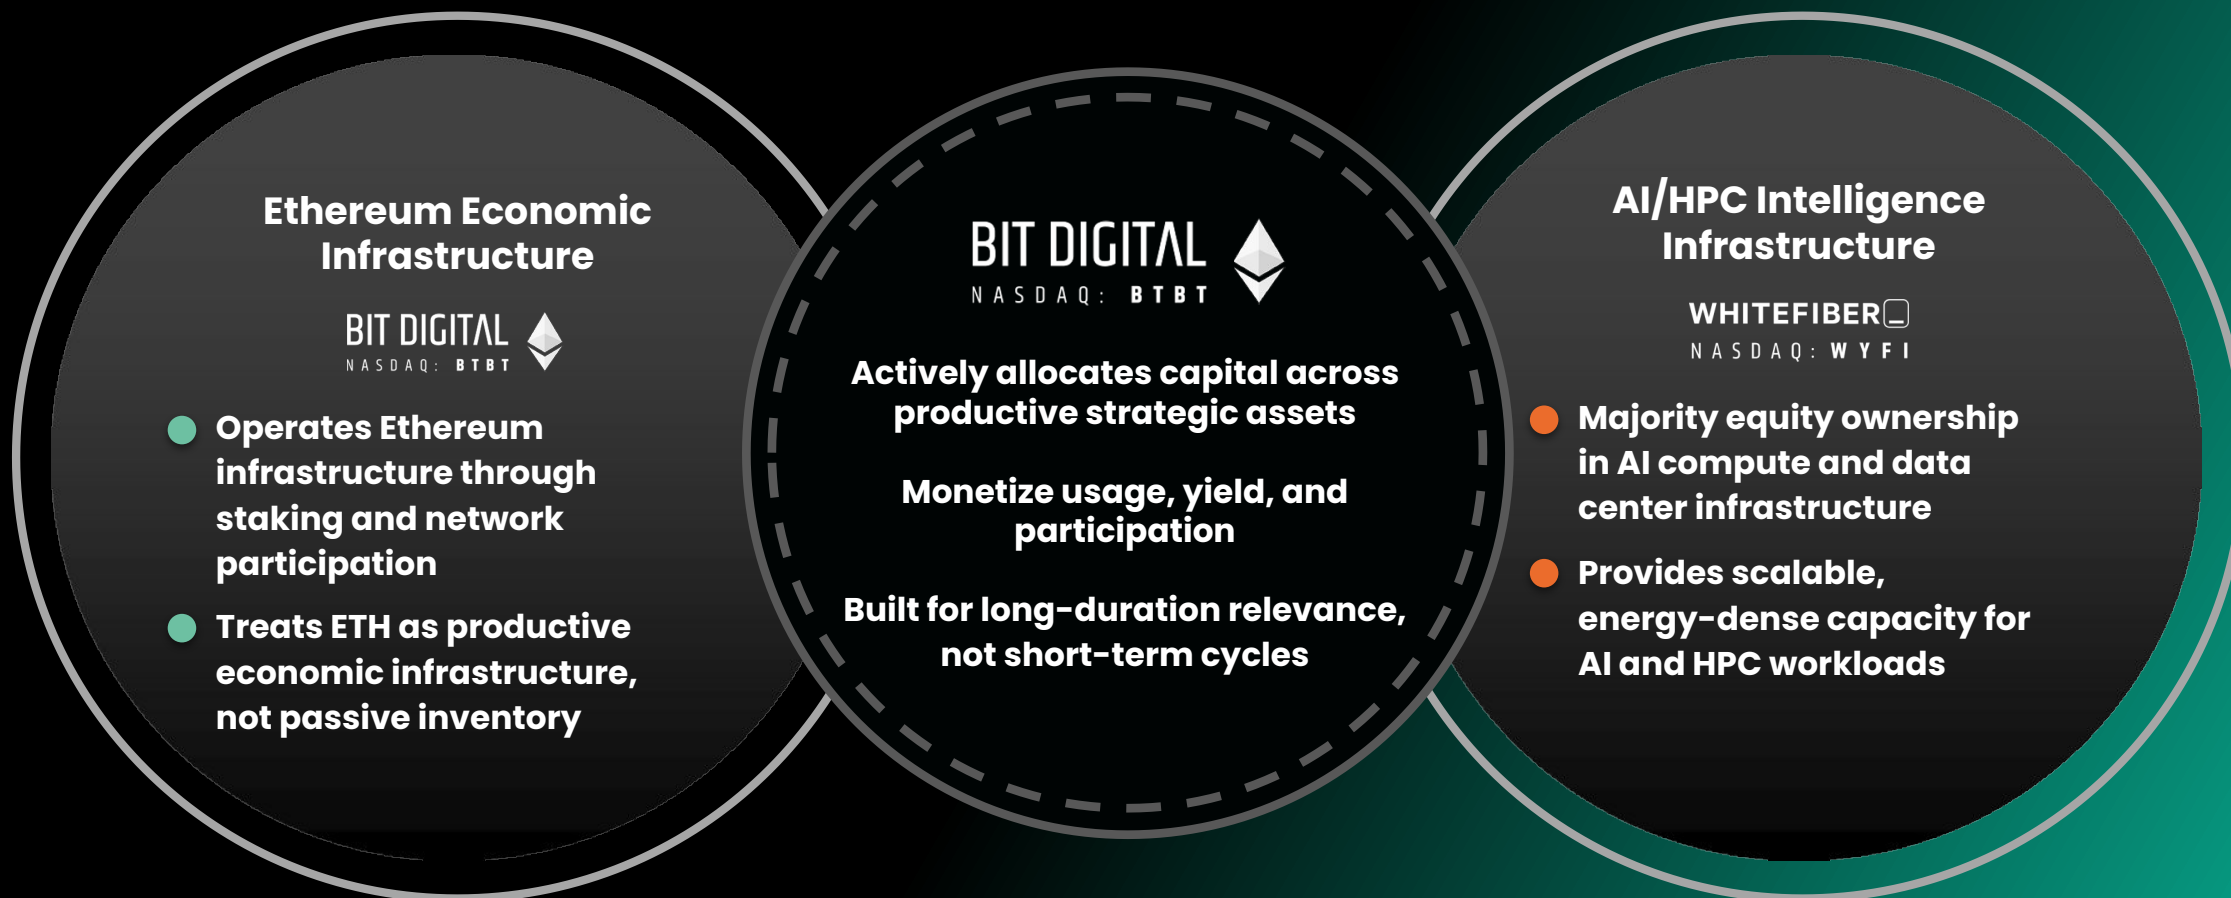 Ethereum Economic
Infrastructure
BIT DIGITAL
NASDAQ: BTBT
Operates Ethereum
infrastructure through
staking and network
participation
Treats ETH as productive
economic infrastructure,
not passive inventory
BIT DIGITAL
NASDAQ: BTBT
Actively allocates capital across
productive strategic assets
Monetize usage, yield, and
participation
Built for long-duration relevance,
not short-term cycles
AI/HPC Intelligence
Infrastructure
WHITEFIBER
NASDAQ: WYFI
Majority equity ownership
in AI compute and data
center infrastructure
Provides scalable,
energy-dense capacity for
AI and HPC workloads